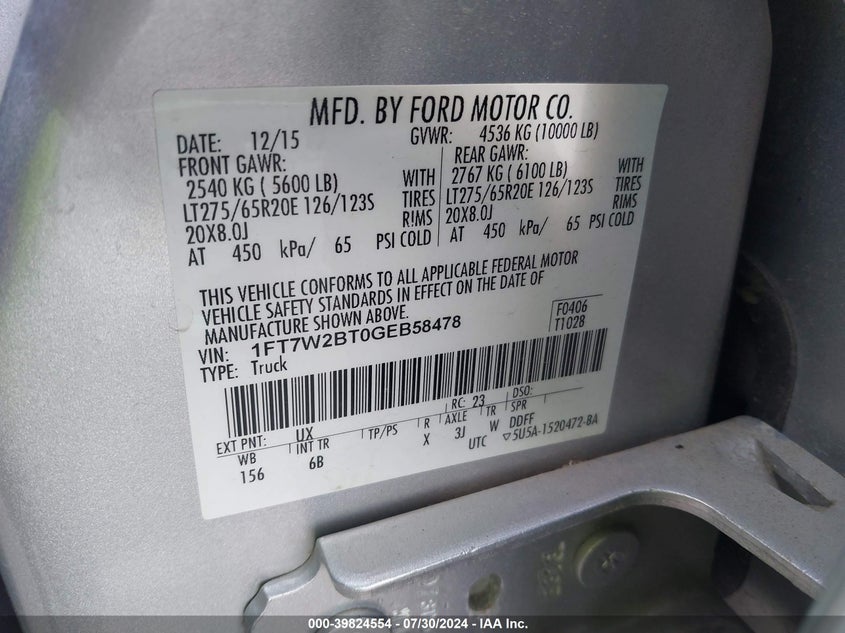 MFD. BY FORD MOTOR CO.
DATE: 12/15 GVWR: 4536 KG (10000 LB)
FRONT GAWR: REAR GAWR:
2540 KG ( 5600 LB) WITH 2767 KG ( 6100 LB) WITH
LT275/65R20E 126/123S TIRES LT275/65R20E 126/123S TIRES
20X8.0J RIMS 20X8.0J RIMS
AT 450 kPa/ 65 PSI COLD AT 450 kPa/ 65 PSI COLD
THIS VEHICLE CONFORMS TO ALL APPLICABLE FEDERAL MOTOR
VEHICLE SAFETY STANDARDS IN EFFECT ON THE DATE OF
MANUFACTURE SHOWN ABOVE.
VIN: 1FT7W2BT0GEB58478 F0406
TYPE: Truck T1028
EXT PNT: UX RC: 23 DSO:
WB INT TR TP/PS R AXLE TR SPR
156 6B X 3J W DDFF
UTC ▽5U5A-1520472-BA
000-39824554 / 07/30/2024 - IAA Inc.